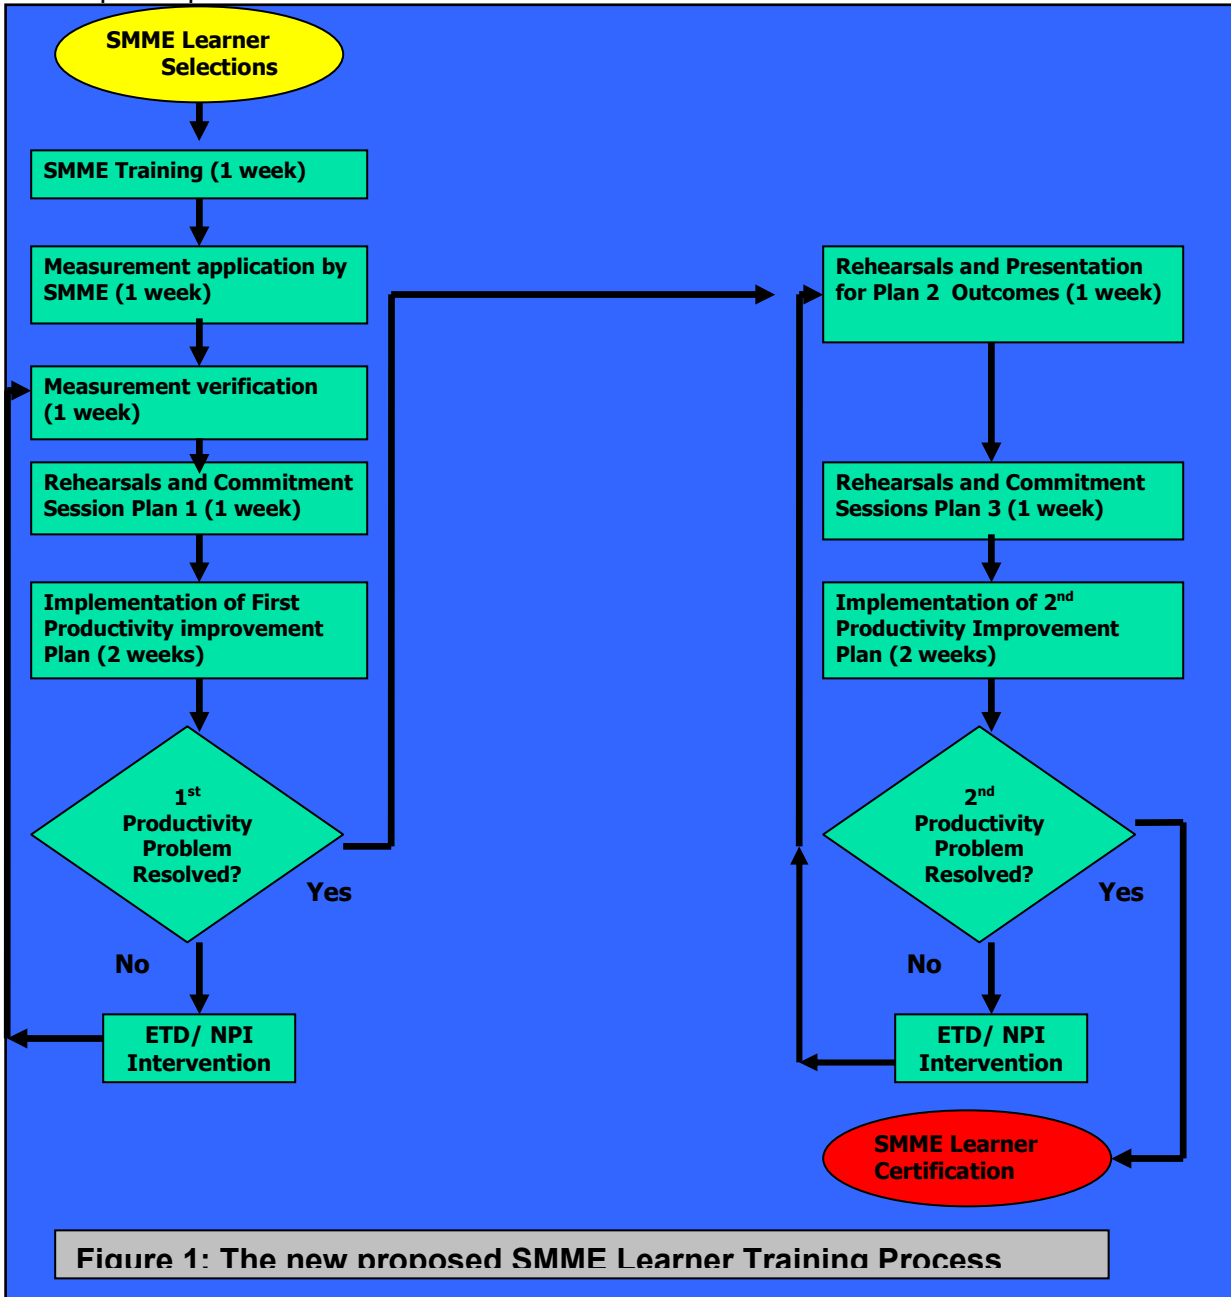 SMME Learner
Selections
SMME Training (1 week)
Measurement application by
SMME (1 week)
Measurement verification
(1 week)
Rehearsals and Commitment
Session Plan 1 (1 week)
Implementation of First
Productivity improvement
Plan (2 weeks)
1st
Productivity
Problem
Resolved?
Yes
No
ETD/ NPI
Intervention
Rehearsals and Presentation
for Plan 2 Outcomes (1 week)
Rehearsals and Commitment
Sessions Plan 3 (1 week)
Implementation of 2nd
Productivity Improvement
Plan (2 weeks)
2nd
Productivity
Problem
Resolved?
Yes
No
ETD/ NPI
Intervention
SMME Learner
Certification
Figure 1: The new proposed SMME Learner Training Process